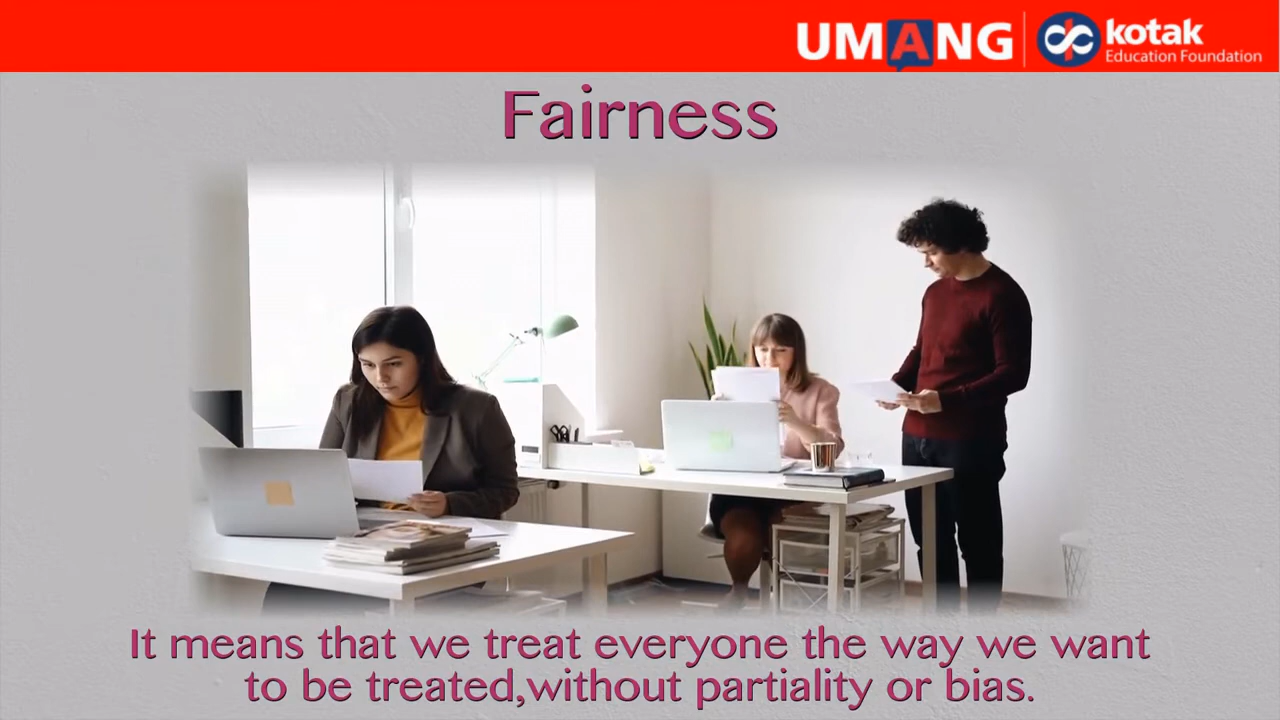 UMANG
kotak
Education Foundation
Fairness
It means that we treat everyone the way we want
to be treated,without partiality or bias.